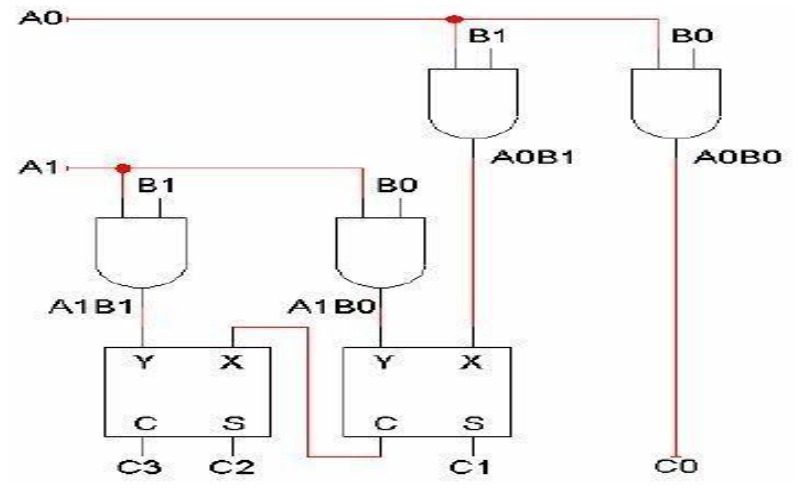 A0
B1 B0
A0B1 A0B0
A1
B1 B0
A1B1 A1B0
Y X Y X
C S C S
C3 C2 C1 C0